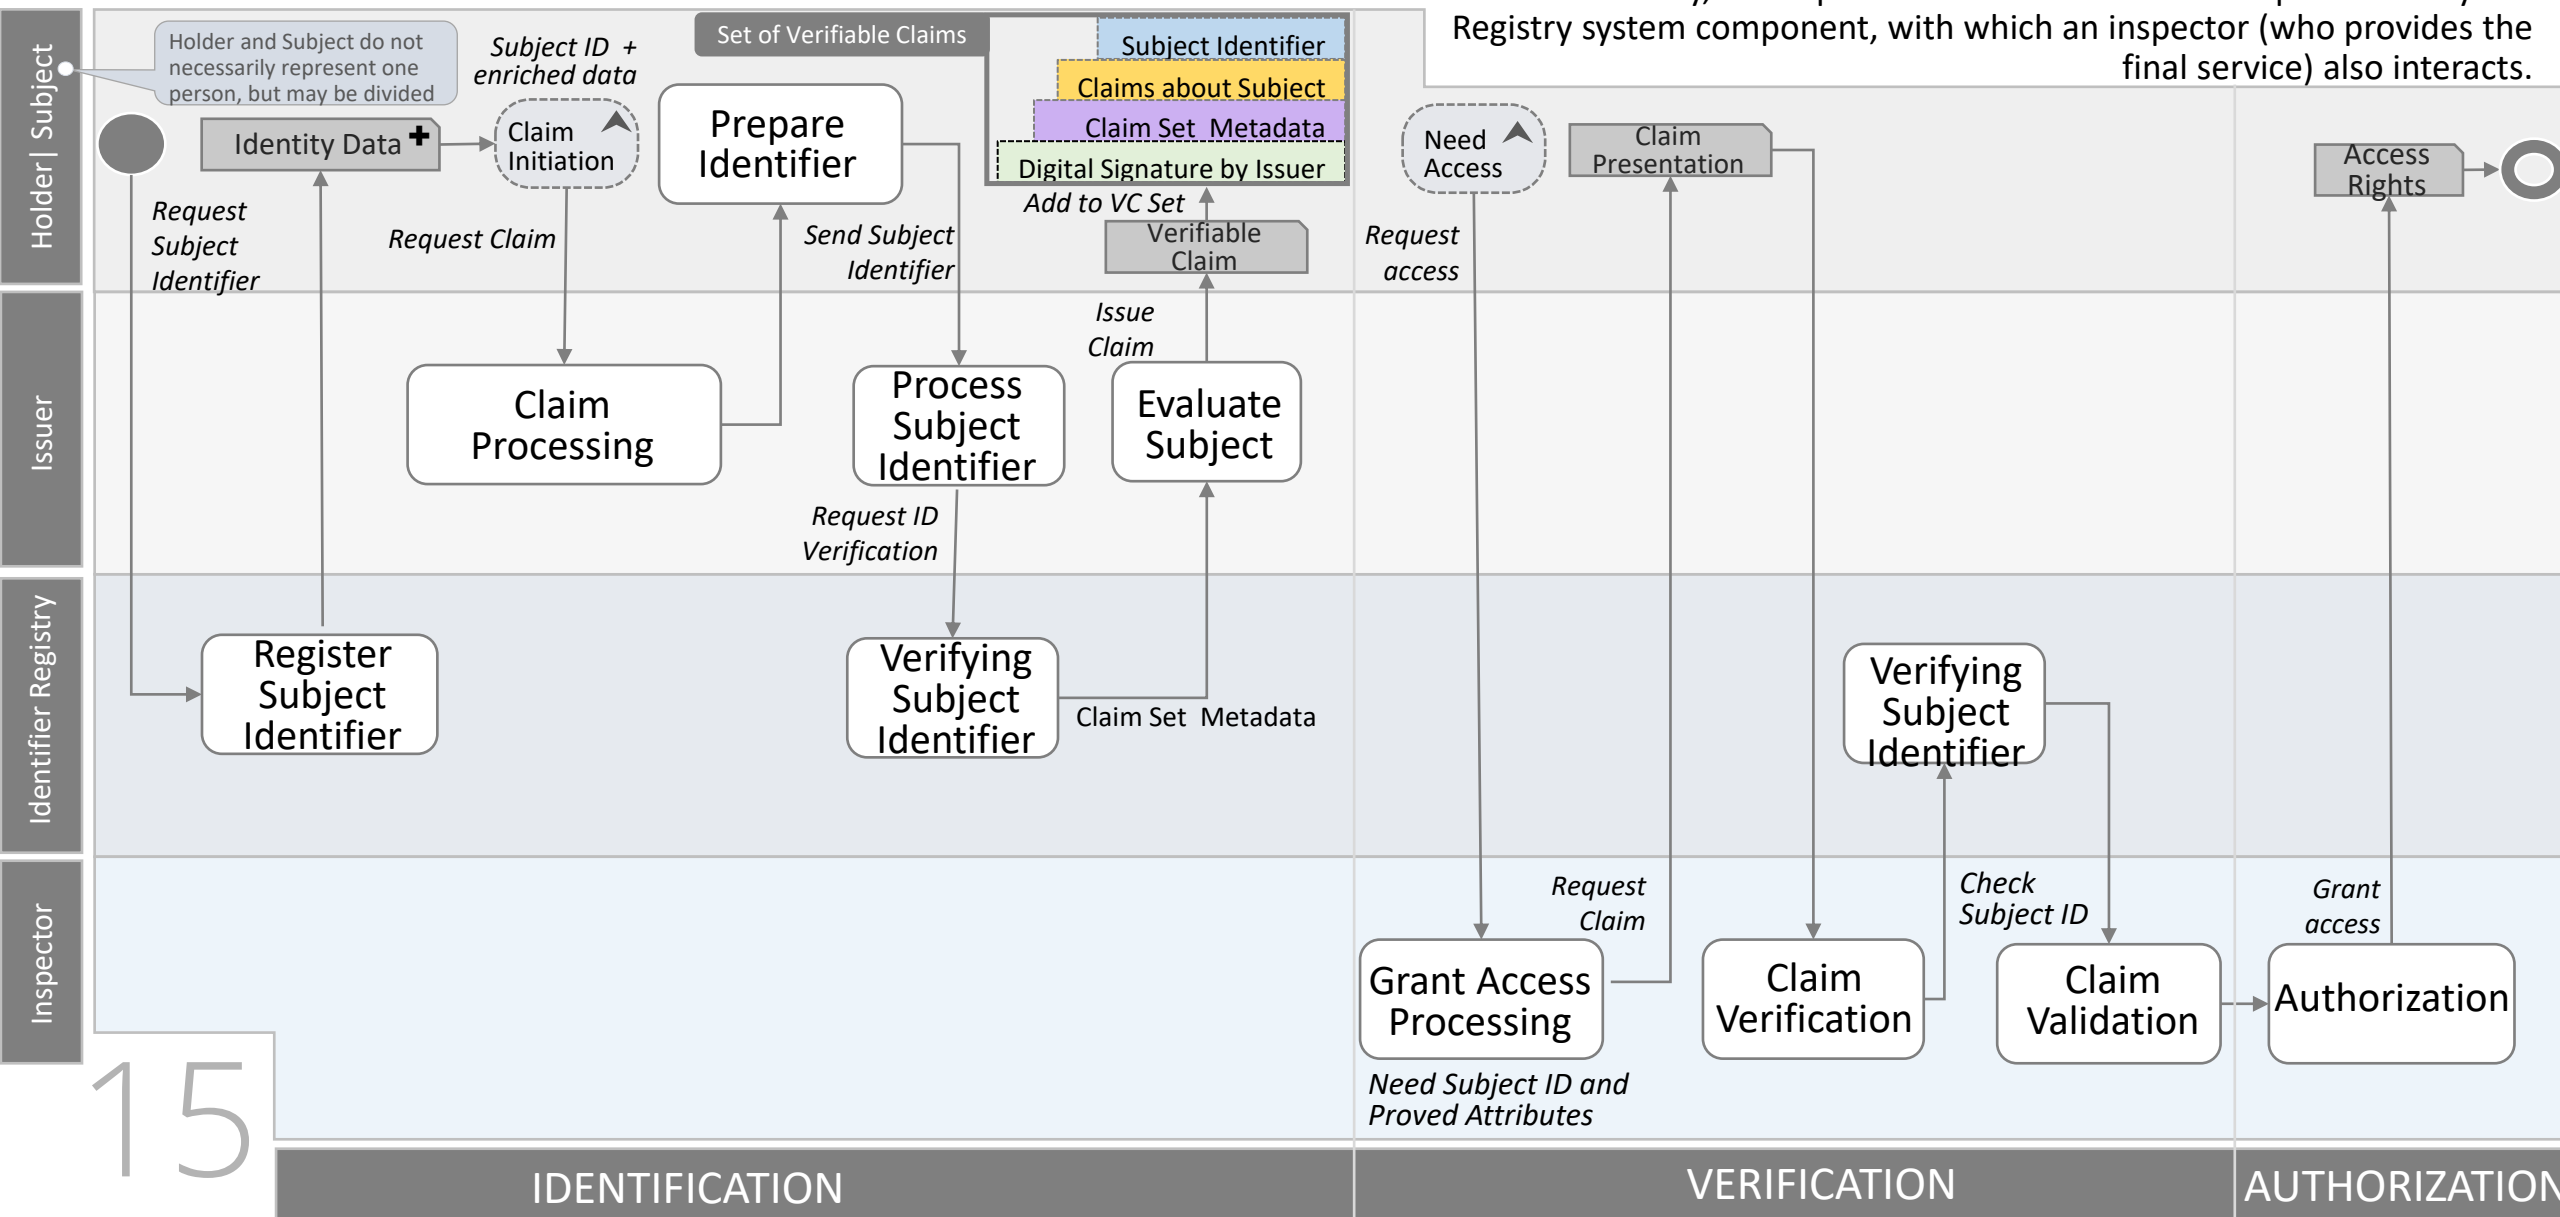 Registry system component, with which an inspector (who provides the
final service) also interacts.
Holder| Subject
Holder and Subject do not
necessarily represent one
person, but may be divided
Subject ID +
enriched data
Set of Verifiable Claims
Subject Identifier
Claims about Subject
Claim Set Metadata
Digital Signature by Issuer
Identity Data
Claim
Initiation
Prepare
Identifier
Need
Access
Claim
Presentation
Access
Rights
Request
Subject
Identifier
Request Claim
Send Subject
Identifier
Add to VC Set
Verifiable
Claim
Request
access
Issuer
Issue
Claim
Claim
Processing
Process
Subject
Identifier
Evaluate
Subject
Request ID
Verification
Identifier Registry
Register
Subject
Identifier
Verifying
Subject
Identifier
Claim Set Metadata
Verifying
Subject
Identifier
Inspector
Request
Claim
Check
Subject ID
Grant
access
Grant Access
Processing
Claim
Verification
Claim
Validation
Authorization
Need Subject ID and
Proved Attributes
15
IDENTIFICATION
VERIFICATION
AUTHORIZATION